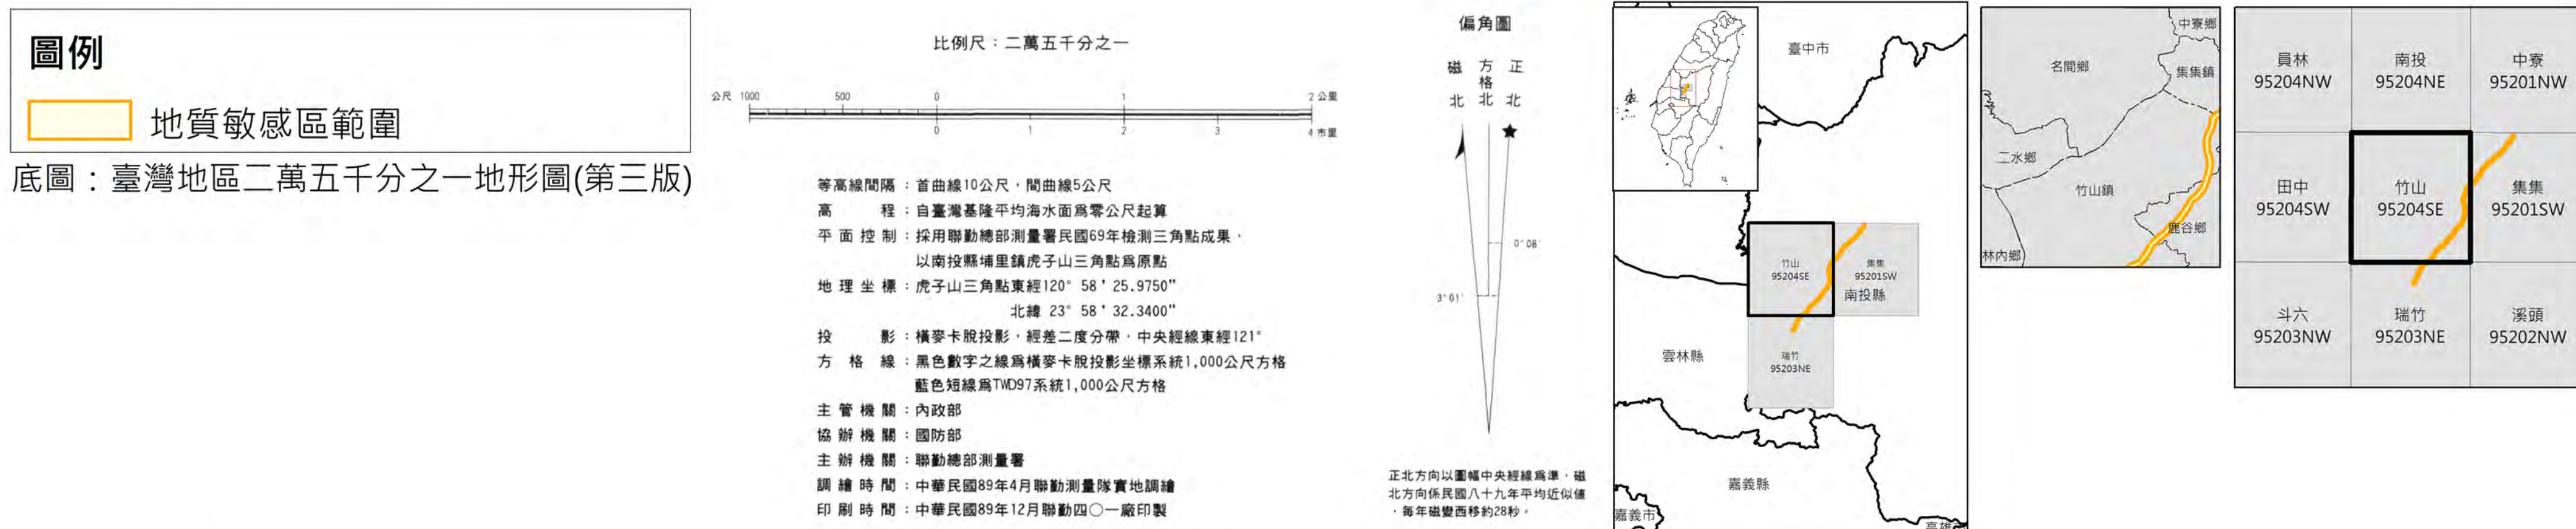 圖例
地質敏感區範圍
底圖：臺灣地區二萬五千分之一地形圖(第三版)
比例尺：二萬五千分之一
公尺 1000 500 0 1 2 公里
0 1 2 3 4 市里
等高線間隔：首曲線10公尺，間曲線5公尺
高程：自臺灣基隆平均海水面爲零公尺起算
平面控制：採用聯勤總部測量署民國69年檢測三角點成果，
以南投縣埔里鎮虎子山三角點爲原點
地理坐標：虎子山三角點東經120° 58' 25.9750"
北緯 23° 58' 32.3400"
投影：橫麥卡脫投影，經差二度分帶，中央經線東經121°
方格線：黑色數字之線爲橫麥卡脫投影坐標系統1,000公尺方格
藍色短線爲TWD97系統1,000公尺方格
主管機關：內政部
協辦機關：國防部
主辦機關：聯勤總部測量署
調繪時間：中華民國89年4月聯勤測量隊實地調繪
印刷時間：中華民國89年12月聯勤四〇一廠印製
偏角圖
磁北 方格北 正北
0°08'
3°01'
正北方向以圖幅中央經線爲準，磁
北方向係民國八十九年平均近似値
，每年磁變西移約28秒。
臺中市
竹山
95204SE
集集
95201SW
南投縣
雲林縣
瑞竹
95203NE
嘉義縣
嘉義市
高雄
中寮鄉
名間鄉
集集鎮
二水鄉
竹山鎮
鹿谷鄉
林內鄉
員林 南投 中寮
95204NW 95204NE 95201NW
田中 竹山 集集
95204SW 95204SE 95201SW
斗六 瑞竹 溪頭
95203NW 95203NE 95202NW